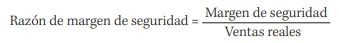 Razón de margen de seguridad = Margen de seguridad
Ventas reales